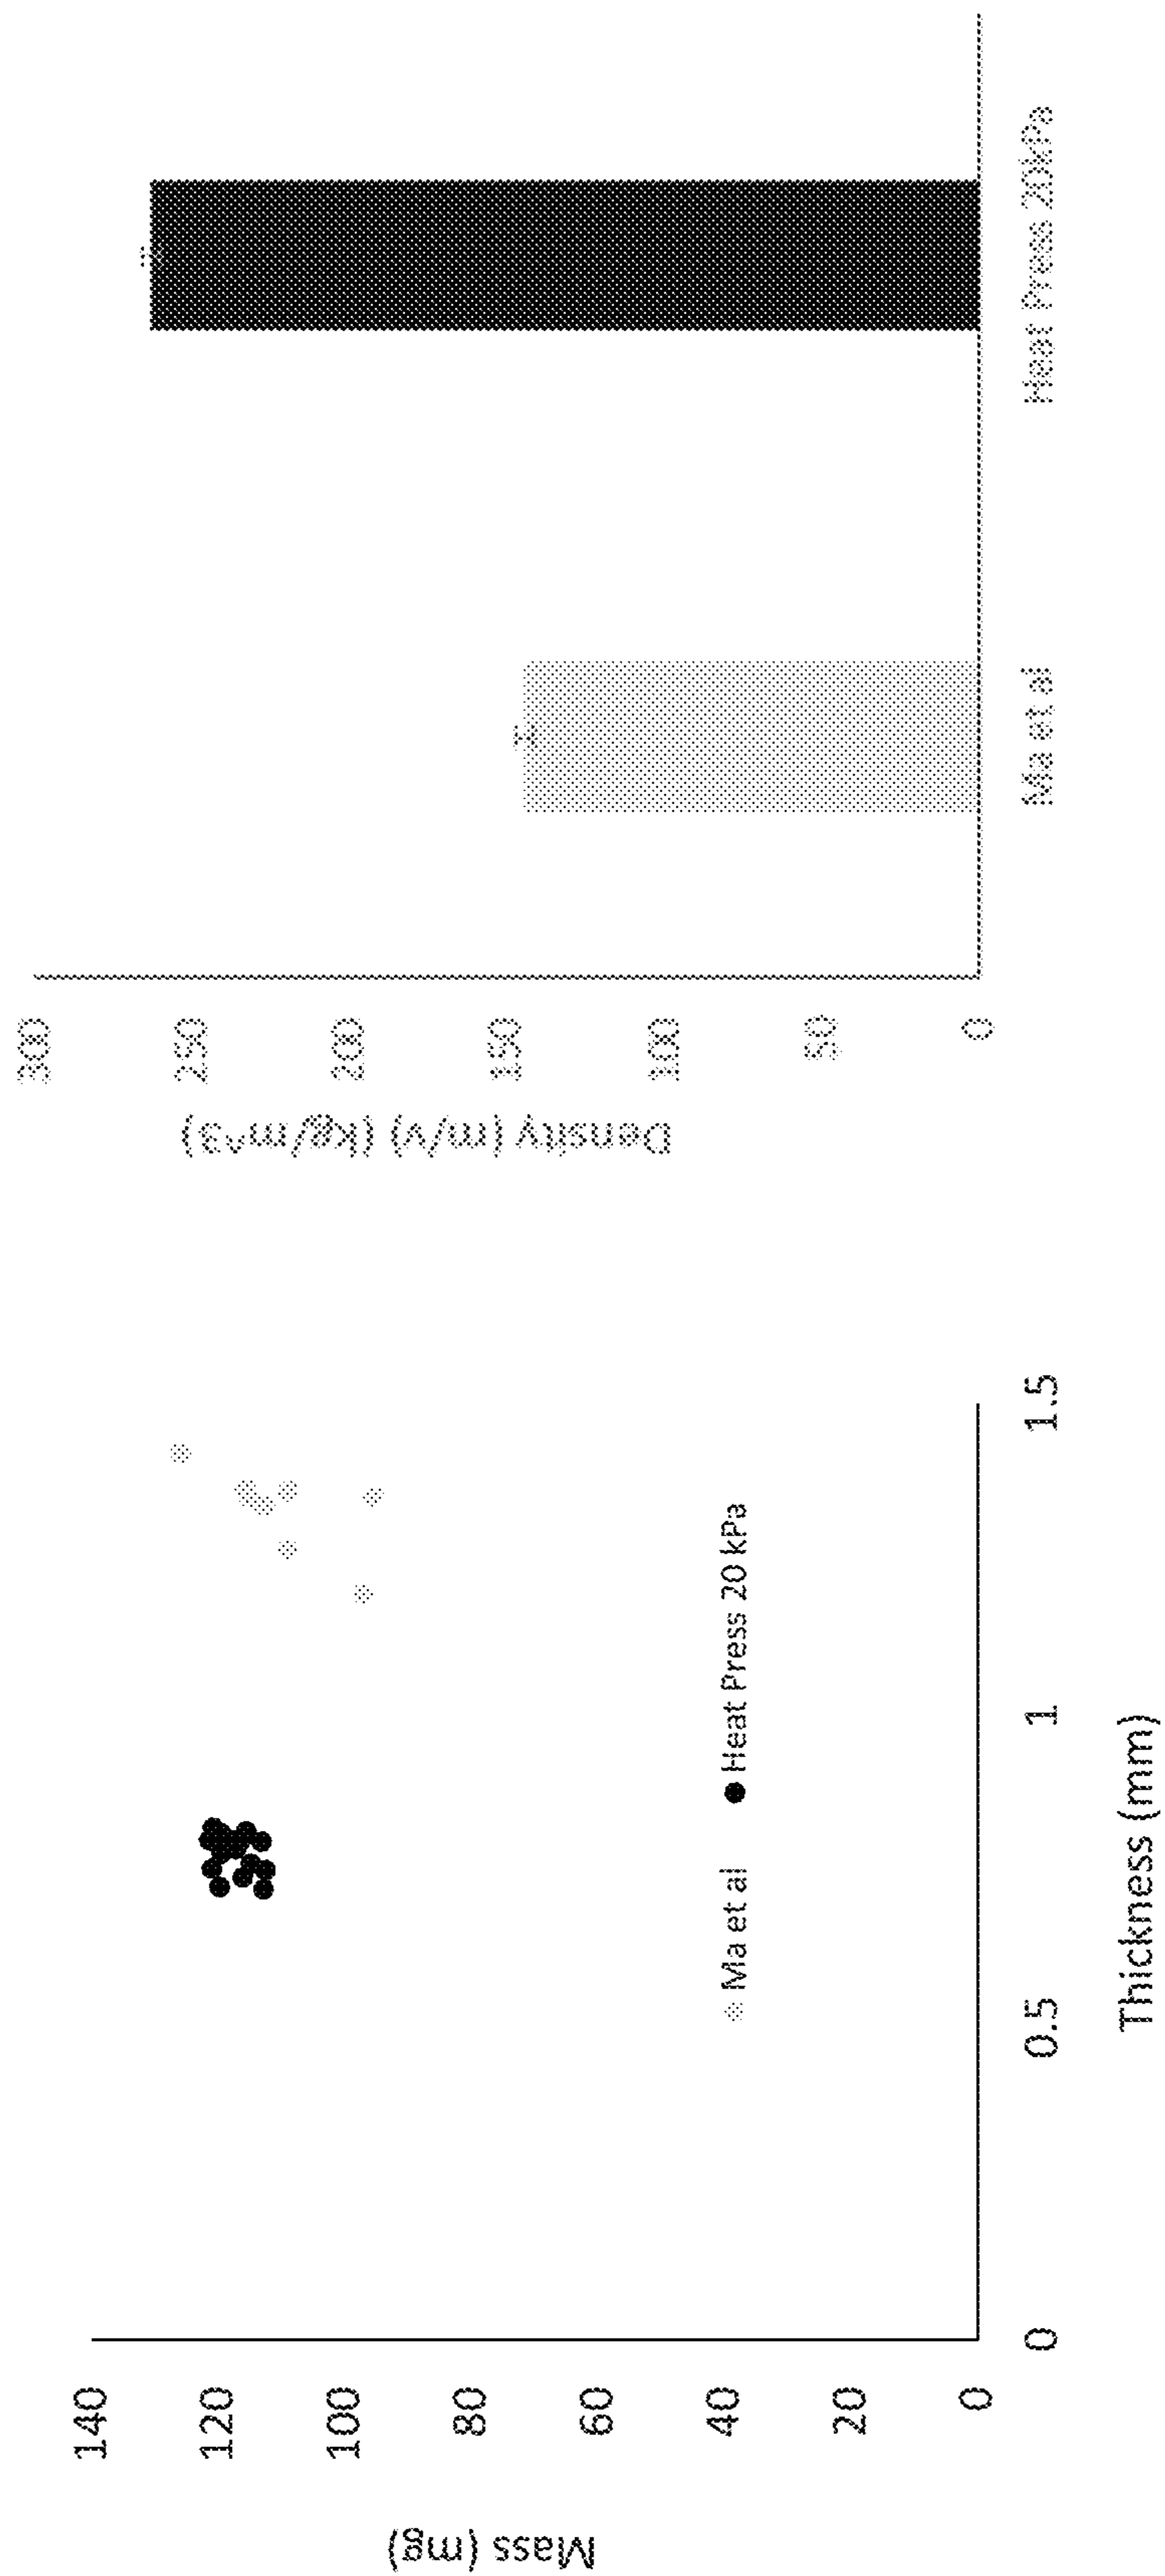 Mass (mg)
140
120
100
80
60
40
20
0
0
0.5
1
1.5
Thickness (mm)
Ma et al
Heat Press 20 kPa
Density (m/v) (kg/m^3)
300
250
200
150
100
50
0
Ma et al
Heat Press 20kPa